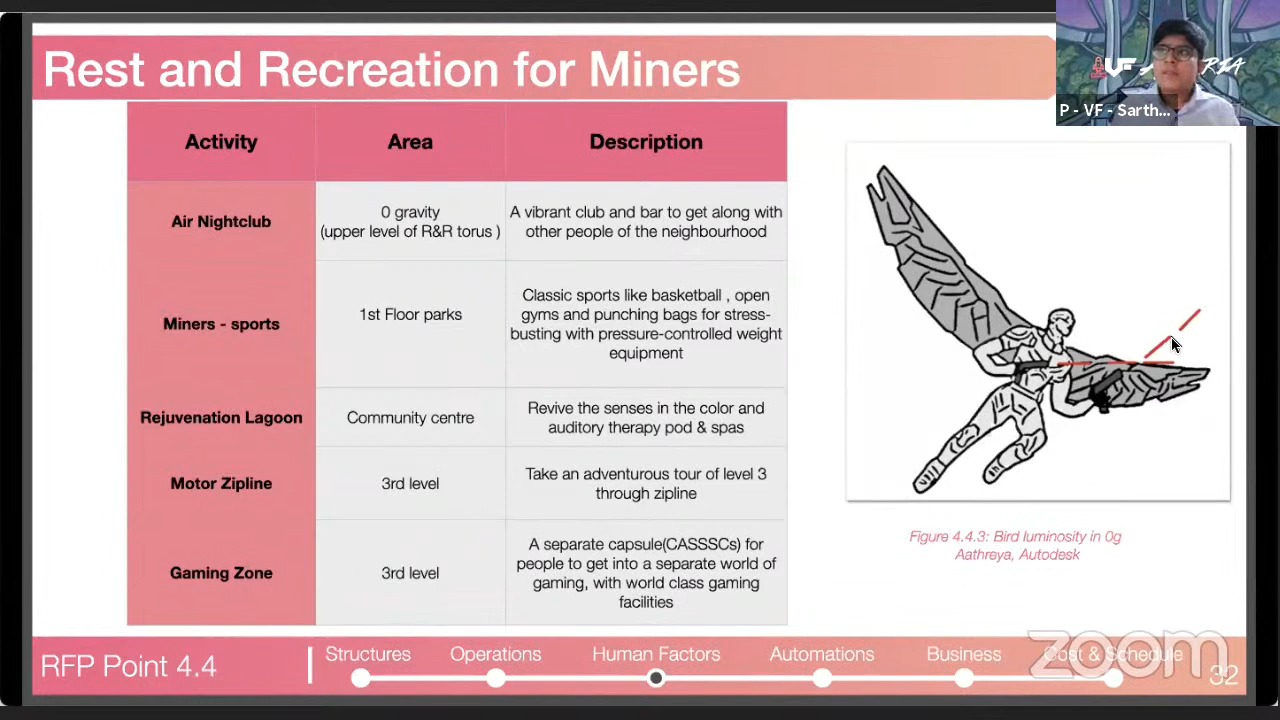 Rest and Recreation for Miners
P - VF - Sarth...
Activity
Area
Description
Air Nightclub
0 gravity
(upper level of R&R torus )
A vibrant club and bar to get along with
other people of the neighbourhood
Miners - sports
1st Floor parks
Classic sports like basketball , open
gyms and punching bags for stress-
busting with pressure-controlled weight
equipment
Rejuvenation Lagoon
Community centre
Revive the senses in the color and
auditory therapy pod & spas
Motor Zipline
3rd level
Take an adventurous tour of level 3
through zipline
Gaming Zone
3rd level
A separate capsule(CASSSCs) for
people to get into a separate world of
gaming, with world class gaming
facilities
Figure 4.4.3: Bird luminosity in 0g
Aathreya, Autodesk
RFP Point 4.4
Structures
Operations
Human Factors
Automations
Business
Cost & Schedule
zoom
32